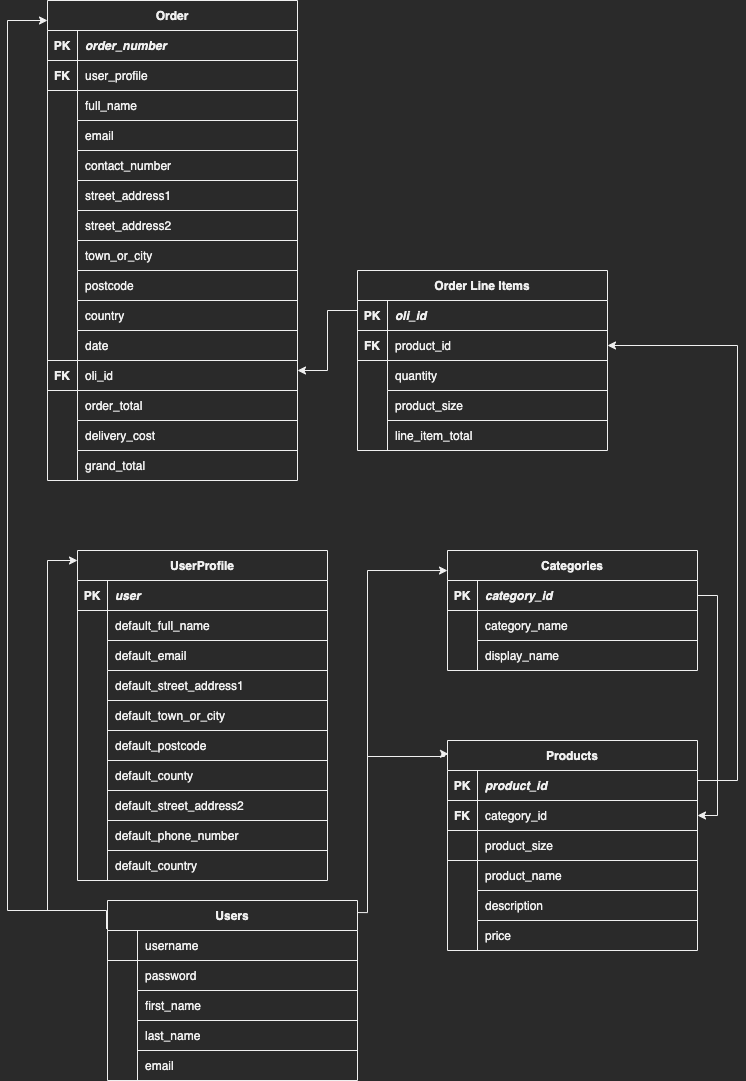 Order
PK order_number
FK user_profile
full_name
email
contact_number
street_address1
street_address2
town_or_city
postcode
country
date
FK oli_id
order_total
delivery_cost
grand_total
Order Line Items
PK oli_id
FK product_id
quantity
product_size
line_item_total
UserProfile
PK user
default_full_name
default_email
default_street_address1
default_town_or_city
default_postcode
default_county
default_street_address2
default_phone_number
default_country
Categories
PK category_id
category_name
display_name
Products
PK product_id
FK category_id
product_size
product_name
description
price
Users
username
password
first_name
last_name
email